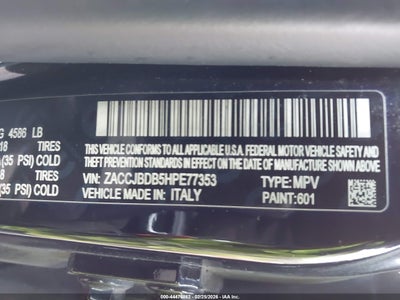 G 4586 LB
18 TIRES
(35 PSI) COLD
8 TIRES
35 PSI) COLD
THIS VEHICLE CONFORMS TO ALL APPLICABLE U.S.A. FEDERAL MOTOR VEHICLE SAFETY, BUMPER, AND
THEFT PREVENTION STANDARDS IN EFFECT ON THE DATE OF MANUFACTURE SHOWN ABOVE.
VIN: ZACCJBDB5HPE77353 TYPE: MPV
VEHICLE MADE IN ITALY PAINT: 601